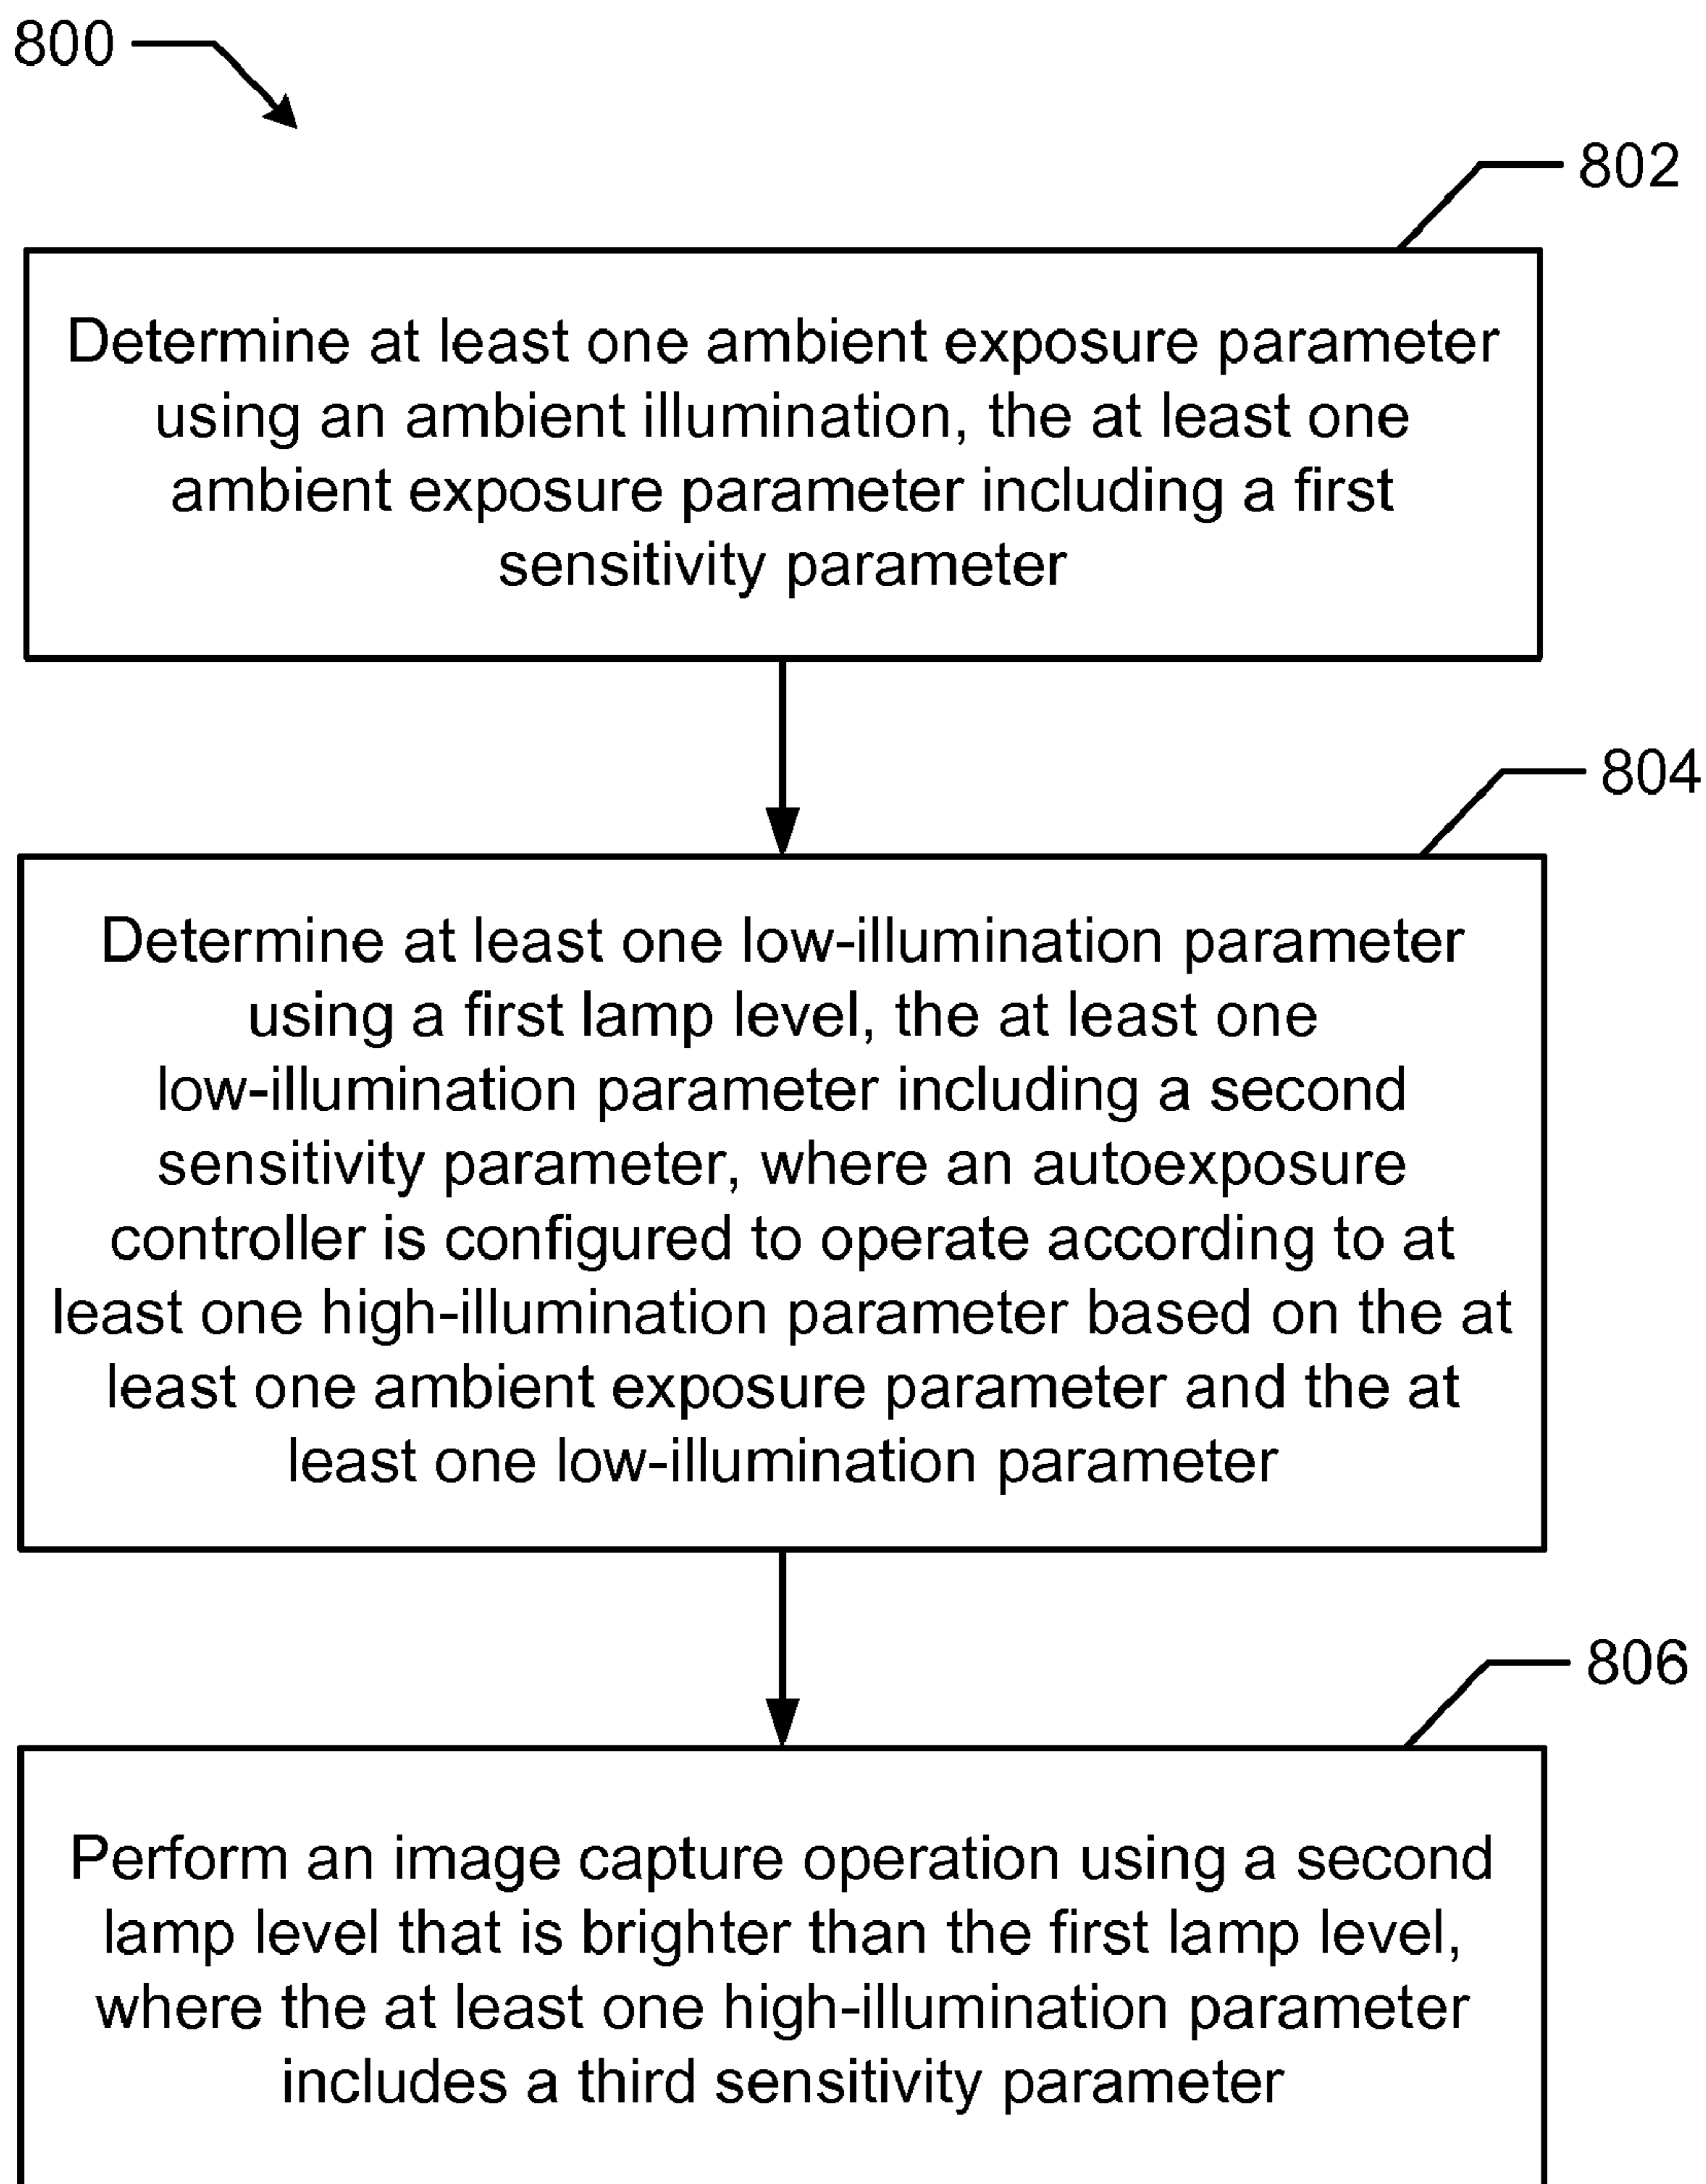 800
802
Determine at least one ambient exposure parameter
using an ambient illumination, the at least one
ambient exposure parameter including a first
sensitivity parameter
804
Determine at least one low-illumination parameter
using a first lamp level, the at least one
low-illumination parameter including a second
sensitivity parameter, where an autoexposure
controller is configured to operate according to at
least one high-illumination parameter based on the at
least one ambient exposure parameter and the at
least one low-illumination parameter
806
Perform an image capture operation using a second
lamp level that is brighter than the first lamp level,
where the at least one high-illumination parameter
includes a third sensitivity parameter